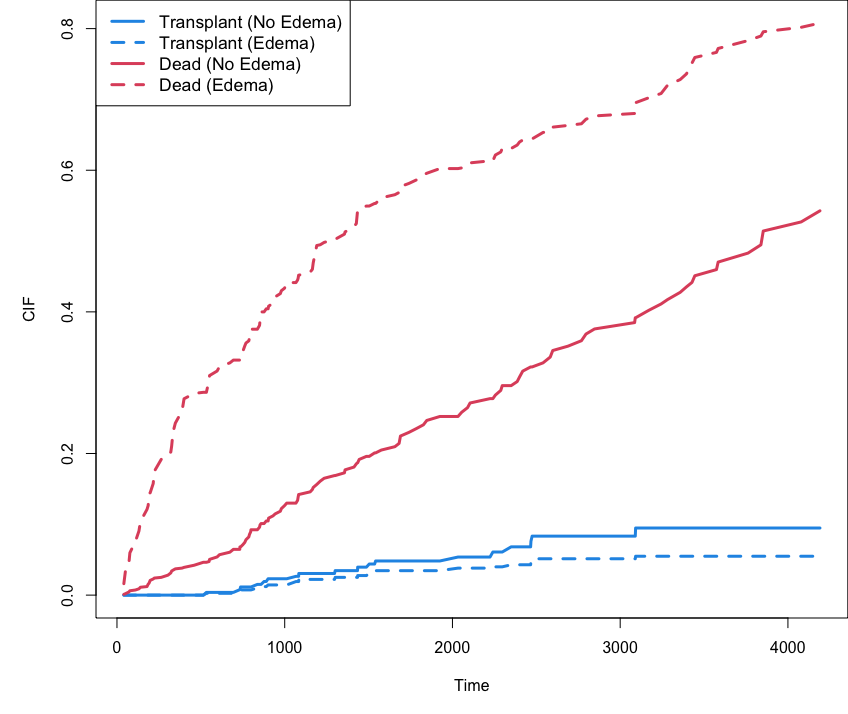 Transplant (No Edema)
Transplant (Edema)
Dead (No Edema)
Dead (Edema)
CIF
0.8
0.6
0.4
0.2
0.0
0 1000 2000 3000 4000
Time